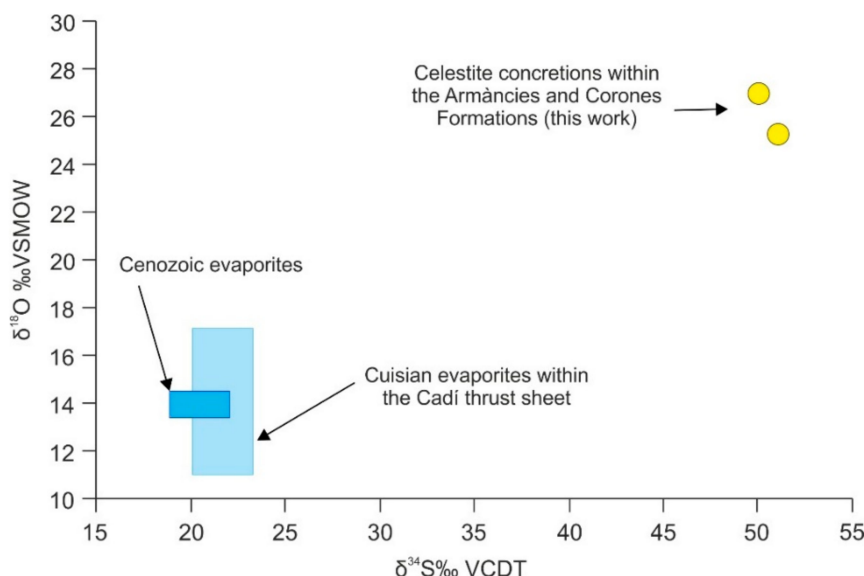 30
28
26
24
22
20
18
16
14
12
10
δ¹⁸O ‰VSMOW
Celestite concretions within
the Armàncies and Corones
Formations (this work)
Cenozoic evaporites
Cuisian evaporites within
the Cadí thrust sheet
15
20
25
30
35
40
45
50
55
δ³⁴S‰ VCDT